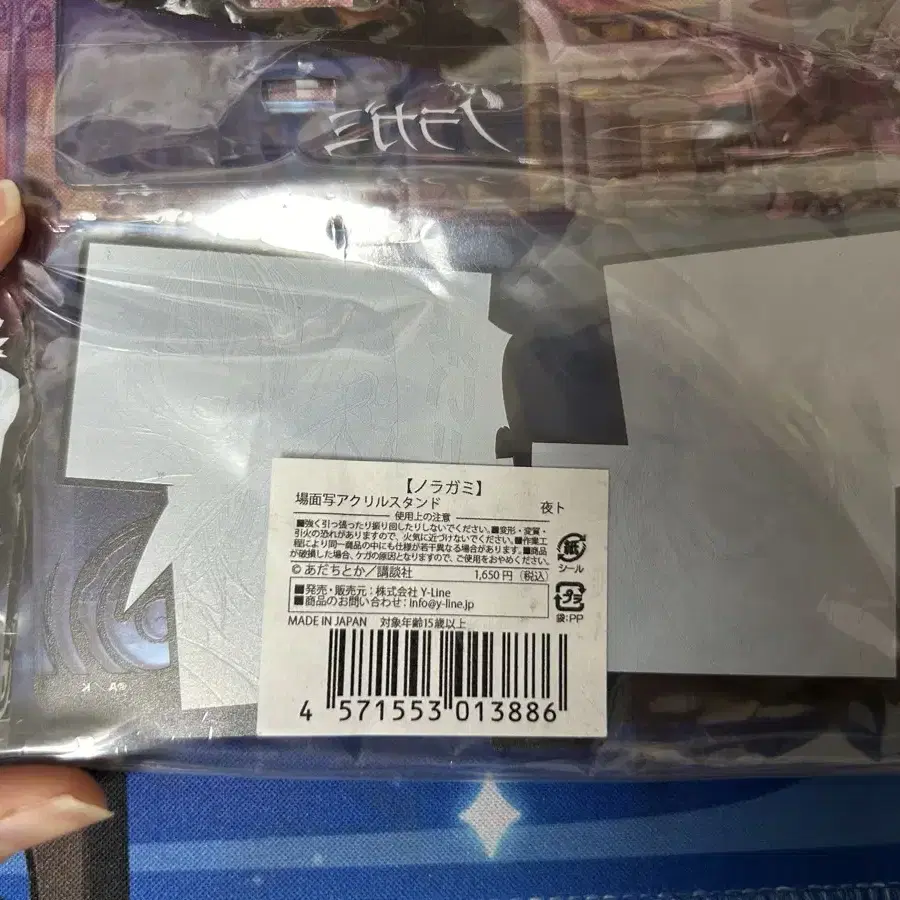 ノラガミ
【ノラガミ】
場面写アクリルスタンド 夜ト
使用上の注意
■強く引っ張ったり振り回したりしないでください。■変形・変質・
引火の恐れがありますので、火気に近づけないでください。■作業工
程により同一商品の中にも仕様が若干異なる場合があります。■商品
が破損した場合、ケガの原因となりますので、ご使用をおやめください。
© あだちとか／講談社 1,650円（税込）
■発売・販売元：株式会社 Y-Line
■商品のお問い合わせ：info@y-line.jp
MADE IN JAPAN 対象年齢15歳以上
紙
シール
プラ
袋:PP
4 571553 013886